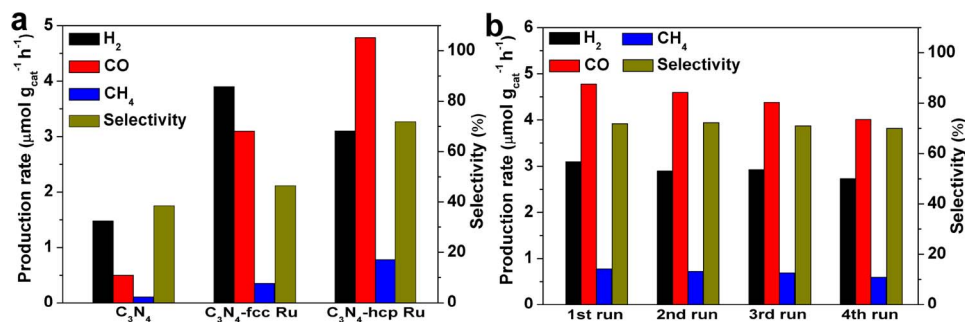 a
Production rate (μmol g_cat⁻¹ h⁻¹)
5
4
3
2
1
0
H₂
CO
CH₄
Selectivity
100
80
60
40
20
0
Selectivity (%)
C₃N₄ C₃N₄-fcc Ru C₃N₄-hcp Ru
b
Production rate (μmol g_cat⁻¹ h⁻¹)
6
5
4
3
2
1
0
H₂ CH₄
CO Selectivity
100
80
60
40
20
0
Selectivity (%)
1st run 2nd run 3rd run 4th run